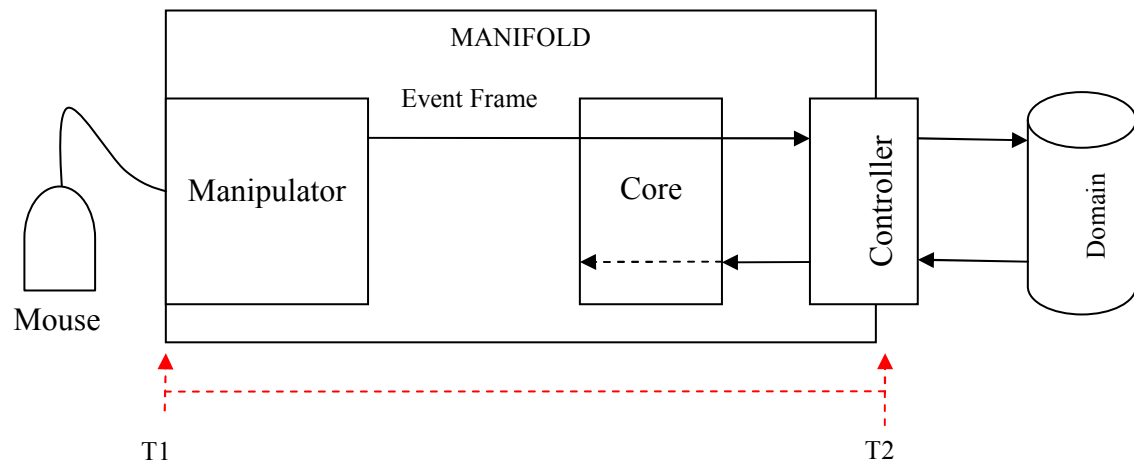 MANIFOLD
Event Frame
Manipulator
Core
Controller
Domain
Mouse
T1
T2